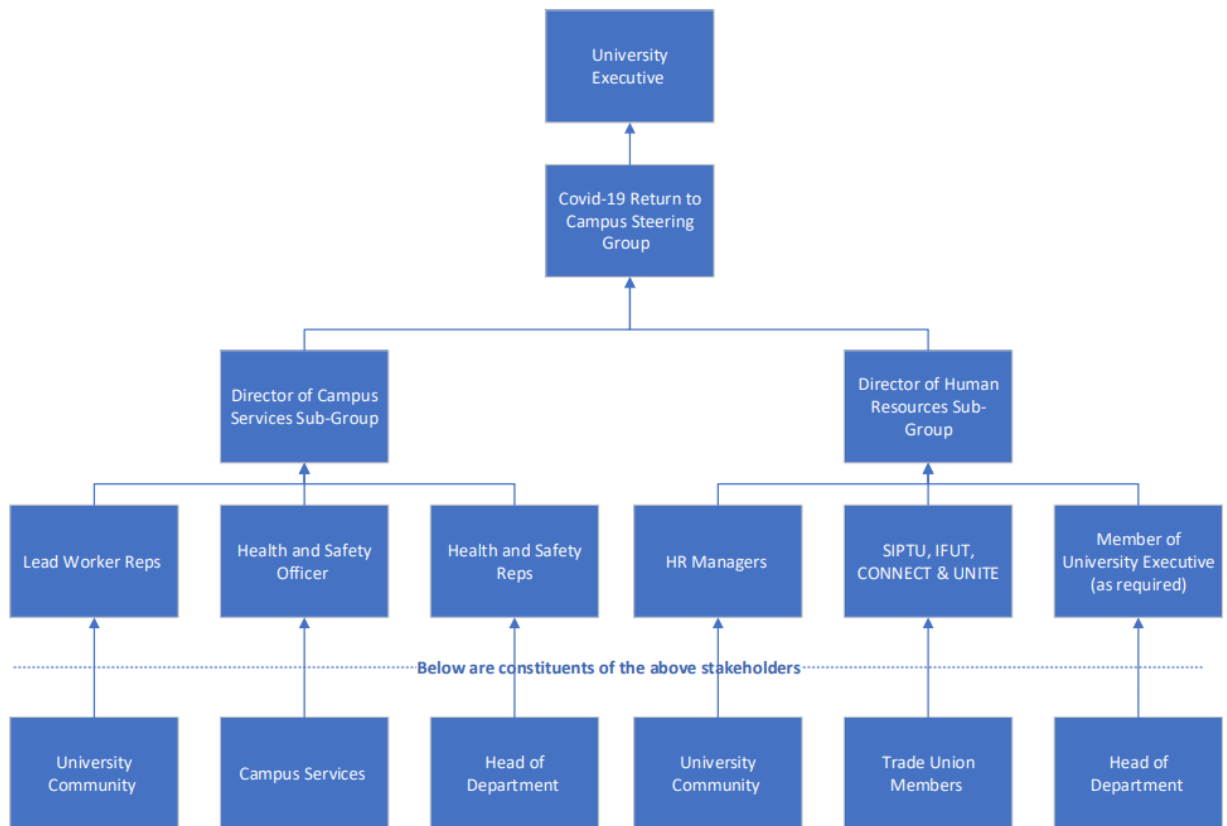 University
Executive
Covid-19 Return to
Campus Steering
Group
Director of Campus
Services Sub-Group
Director of Human
Resources Sub-
Group
Lead Worker Reps
Health and Safety
Officer
Health and Safety
Reps
HR Managers
SIPTU, IFUT,
CONNECT & UNITE
Member of
University Executive
(as required)
Below are constituents of the above stakeholders
University
Community
Campus Services
Head of
Department
University
Community
Trade Union
Members
Head of
Department